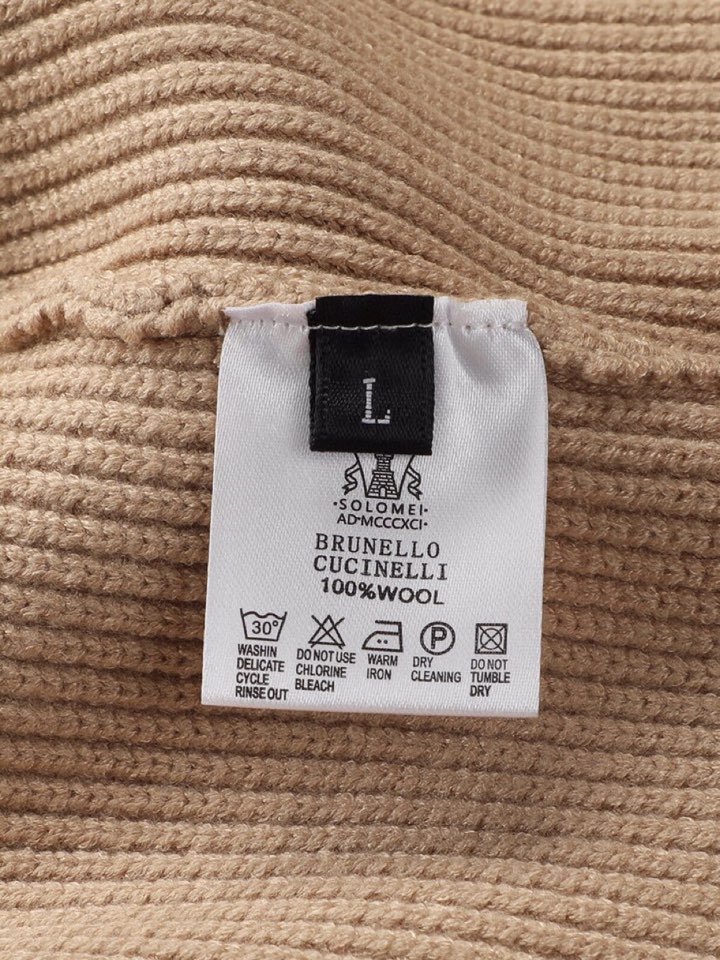 L
·SOLOMEI·
AD·MCCCXCI·
BRUNELLO
CUCINELLI
100%WOOL
30°
WASHIN
DELICATE
CYCLE
RINSE OUT
DO NOT USE
CHLORINE
BLEACH
WARM
IRON
P
DRY
CLEANING
DO NOT
TUMBLE
DRY